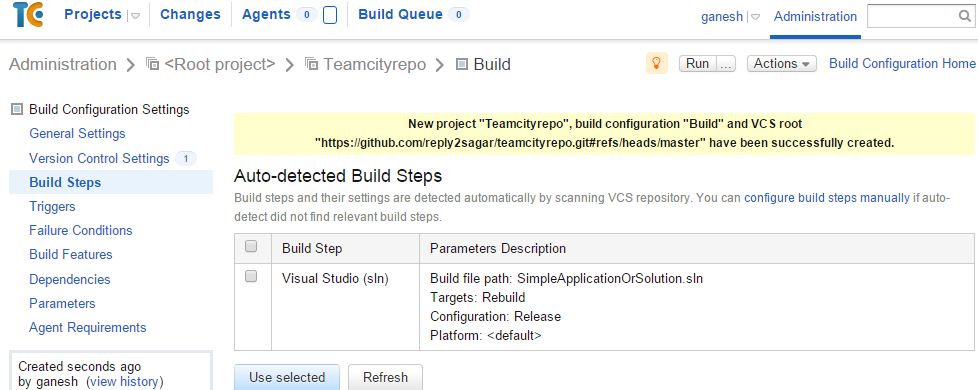 TC Projects Changes Agents 0 Build Queue 0 ganesh Administration
Administration > <Root project> > Teamcityrepo > Build Run ... Actions Build Configuration Home
Build Configuration Settings
General Settings
Version Control Settings 1
Build Steps
Triggers
Failure Conditions
Build Features
Dependencies
Parameters
Agent Requirements
Created seconds ago
by ganesh (view history)
New project "Teamcityrepo", build configuration "Build" and VCS root
"https://github.com/reply2sagar/teamcityrepo.git#refs/heads/master" have been successfully created.
Auto-detected Build Steps
Build steps and their settings are detected automatically by scanning VCS repository. You can configure build steps manually if auto-
detect did not find relevant build steps.
Build Step Parameters Description
Visual Studio (sln) Build file path: SimpleApplicationOrSolution.sln
Targets: Rebuild
Configuration: Release
Platform: <default>
Use selected Refresh